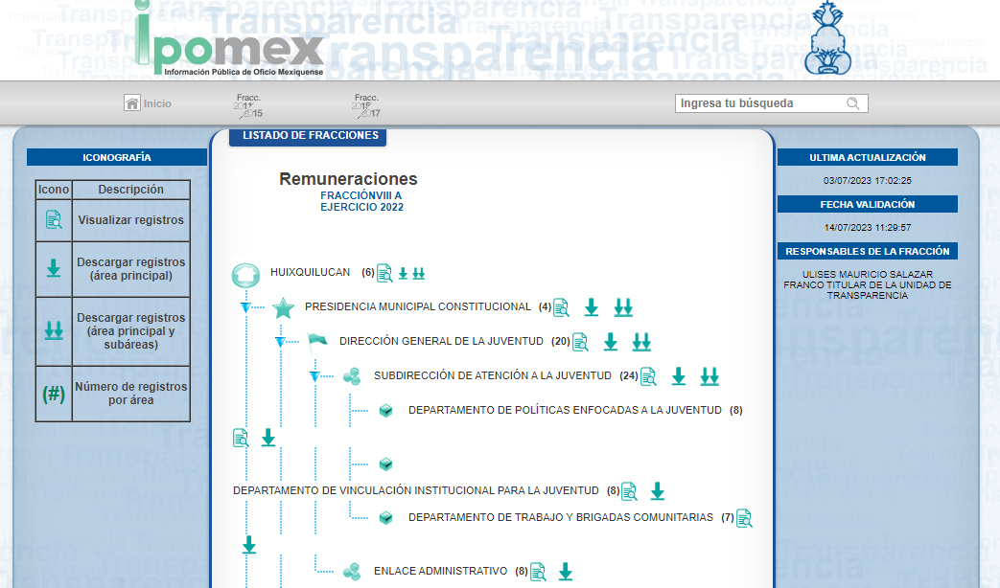 ipomex
Información Pública de Oficio Mexiquense
Transparencia
Inicio
Fracc.
2015
Fracc.
2017
Ingresa tu búsqueda
LISTADO DE FRACCIONES
ICONOGRAFÍA
Icono Descripción
Visualizar registros
Descargar registros
(área principal)
Descargar registros
(área principal y
subáreas)
(#) Número de registros
por área
Remuneraciones
FRACCIÓNVIII A
EJERCICIO 2022
HUIXQUILUCAN (6)
PRESIDENCIA MUNICIPAL CONSTITUCIONAL (4)
DIRECCIÓN GENERAL DE LA JUVENTUD (20)
SUBDIRECCIÓN DE ATENCIÓN A LA JUVENTUD (24)
DEPARTAMENTO DE POLÍTICAS ENFOCADAS A LA JUVENTUD (8)
DEPARTAMENTO DE VINCULACIÓN INSTITUCIONAL PARA LA JUVENTUD (8)
DEPARTAMENTO DE TRABAJO Y BRIGADAS COMUNITARIAS (7)
ENLACE ADMINISTRATIVO (8)
ULTIMA ACTUALIZACIÓN
03/07/2023 17:02:25
FECHA VALIDACIÓN
14/07/2023 11:29:57
RESPONSABLES DE LA FRACCIÓN
ULISES MAURICIO SALAZAR
FRANCO TITULAR DE LA UNIDAD DE
TRANSPARENCIA